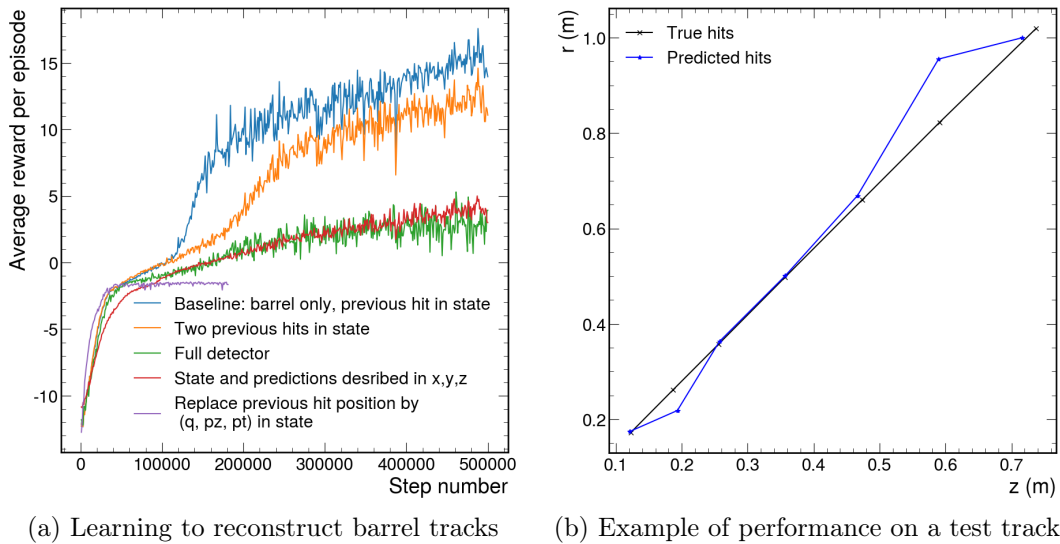 Average reward per episode
15
10
5
0
-5
-10
Baseline: barrel only, previous hit in state
Two previous hits in state
Full detector
State and predictions desribed in x,y,z
Replace previous hit position by
(q, pz, pt) in state
0 100000 200000 300000 400000 500000
Step number
(a) Learning to reconstruct barrel tracks
r (m)
1.0
0.8
0.6
0.4
0.2
True hits
Predicted hits
0.1 0.2 0.3 0.4 0.5 0.6 0.7
z (m)
(b) Example of performance on a test track